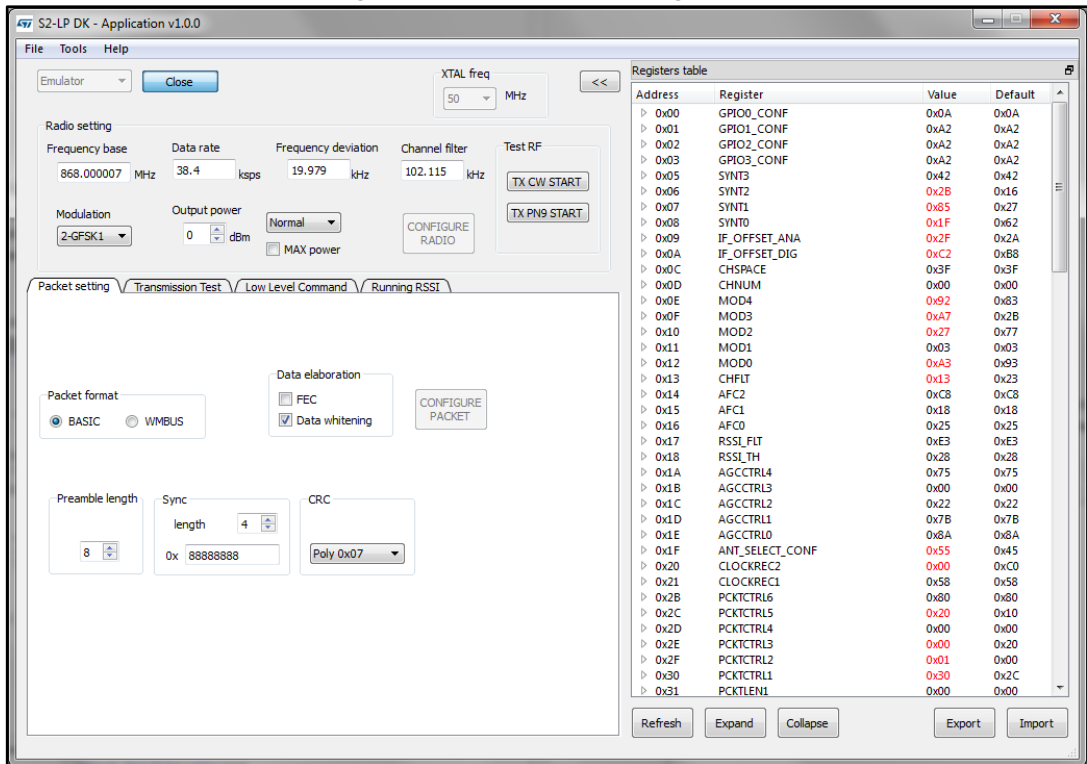 S2-LP DK - Application v1.0.0
File Tools Help
Emulator Close XTAL freq 50 MHz <<
Radio setting
Frequency base Data rate Frequency deviation Channel filter Test RF
868.000007 MHz 38.4 ksps 19.979 kHz 102.115 kHz TX CW START
Modulation Output power TX PN9 START
2-GFSK1 0 dBm Normal CONFIGURE
MAX power RADIO
Packet setting Transmission Test Low Level Command Running RSSI
Data elaboration
Packet format FEC CONFIGURE
BASIC WMBUS Data whitening PACKET
Preamble length Sync CRC
length 4
8 0x 88888888 Poly 0x07
Registers table
Address Register Value Default
0x00 GPIO0_CONF 0x0A 0x0A
0x01 GPIO1_CONF 0xA2 0xA2
0x02 GPIO2_CONF 0xA2 0xA2
0x03 GPIO3_CONF 0xA2 0xA2
0x05 SYNT3 0x42 0x42
0x06 SYNT2 0x2B 0x16
0x07 SYNT1 0x85 0x27
0x08 SYNT0 0x1F 0x62
0x09 IF_OFFSET_ANA 0x2F 0x2A
0x0A IF_OFFSET_DIG 0xC2 0xB8
0x0C CHSPACE 0x3F 0x3F
0x0D CHNUM 0x00 0x00
0x0E MOD4 0x92 0x83
0x0F MOD3 0xA7 0x2B
0x10 MOD2 0x27 0x77
0x11 MOD1 0x03 0x03
0x12 MOD0 0xA3 0x93
0x13 CHFLT 0x13 0x23
0x14 AFC2 0xC8 0xC8
0x15 AFC1 0x18 0x18
0x16 AFC0 0x25 0x25
0x17 RSSI_FLT 0xE3 0xE3
0x18 RSSI_TH 0x28 0x28
0x1A AGCCTRL4 0x75 0x75
0x1B AGCCTRL3 0x00 0x00
0x1C AGCCTRL2 0x22 0x22
0x1D AGCCTRL1 0x7B 0x7B
0x1E AGCCTRL0 0x8A 0x8A
0x1F ANT_SELECT_CONF 0x55 0x45
0x20 CLOCKREC2 0x00 0xC0
0x21 CLOCKREC1 0x58 0x58
0x2B PCKTCTRL6 0x80 0x80
0x2C PCKTCTRL5 0x20 0x10
0x2D PCKTCTRL4 0x00 0x00
0x2E PCKTCTRL3 0x00 0x20
0x2F PCKTCTRL2 0x01 0x00
0x30 PCKTCTRL1 0x30 0x2C
0x31 PCKTLEN1 0x00 0x00
Refresh Expand Collapse Export Import